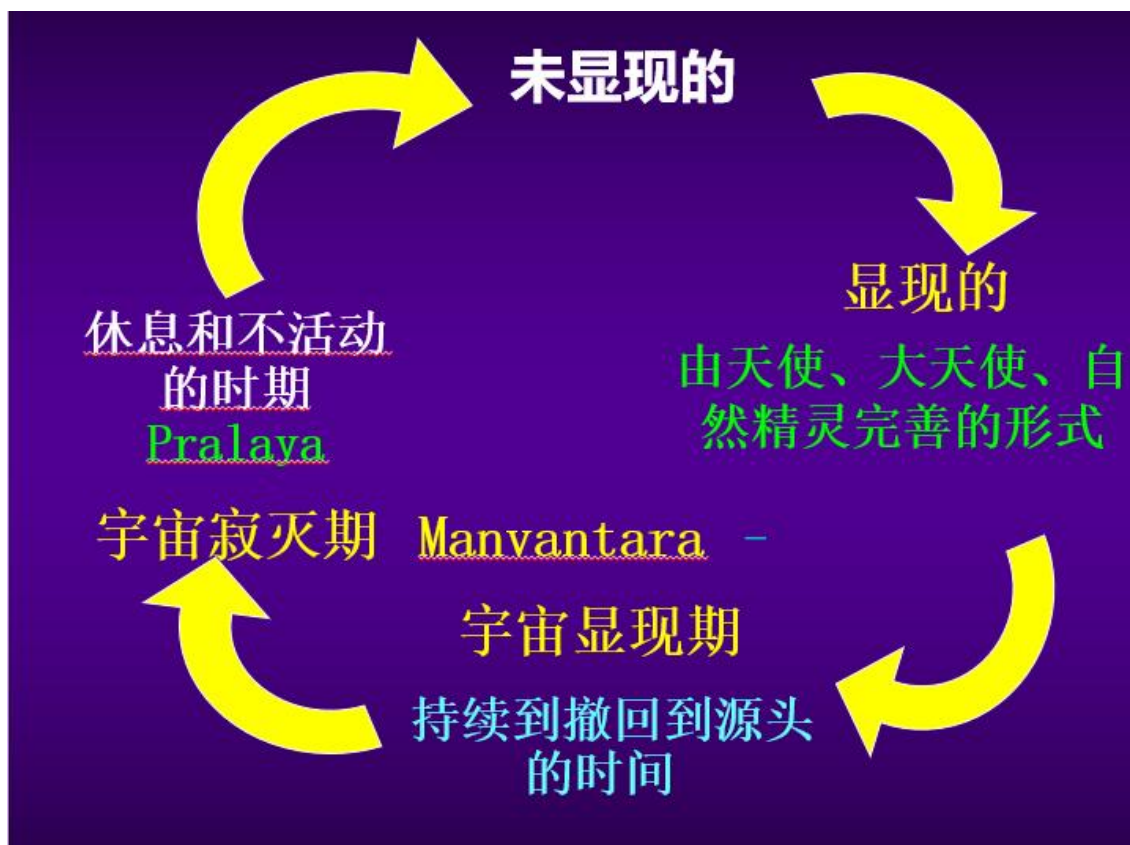 未显现的
显现的
由天使、大天使、自
然精灵完善的形式
休息和不活动
的时期
Pralaya
宇宙寂灭期 Manvantara -
宇宙显现期
持续到撤回到源头
的时间